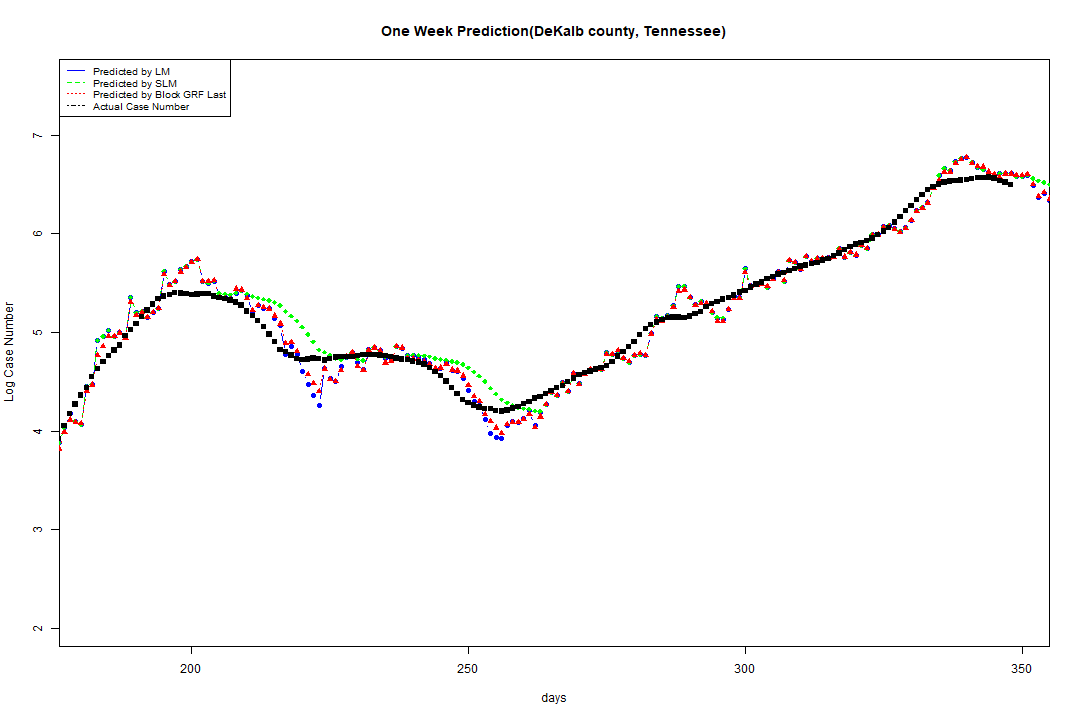 One Week Prediction(DeKalb county, Tennessee)
Predicted by LM
Predicted by SLM
Predicted by Block GRF Last
Actual Case Number
7
6
5
4
3
2
Log Case Number
200 250 300 350
days